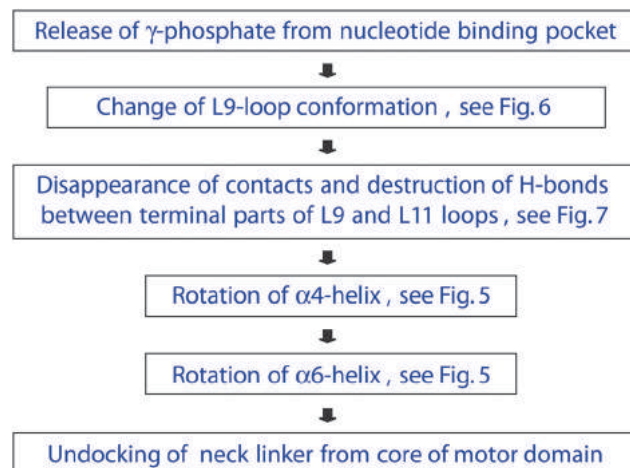 Release of γ-phosphate from nucleotide binding pocket
Change of L9-loop conformation , see Fig. 6
Disappearance of contacts and destruction of H-bonds
between terminal parts of L9 and L11 loops , see Fig. 7
Rotation of α4-helix , see Fig. 5
Rotation of α6-helix , see Fig. 5
Undocking of neck linker from core of motor domain